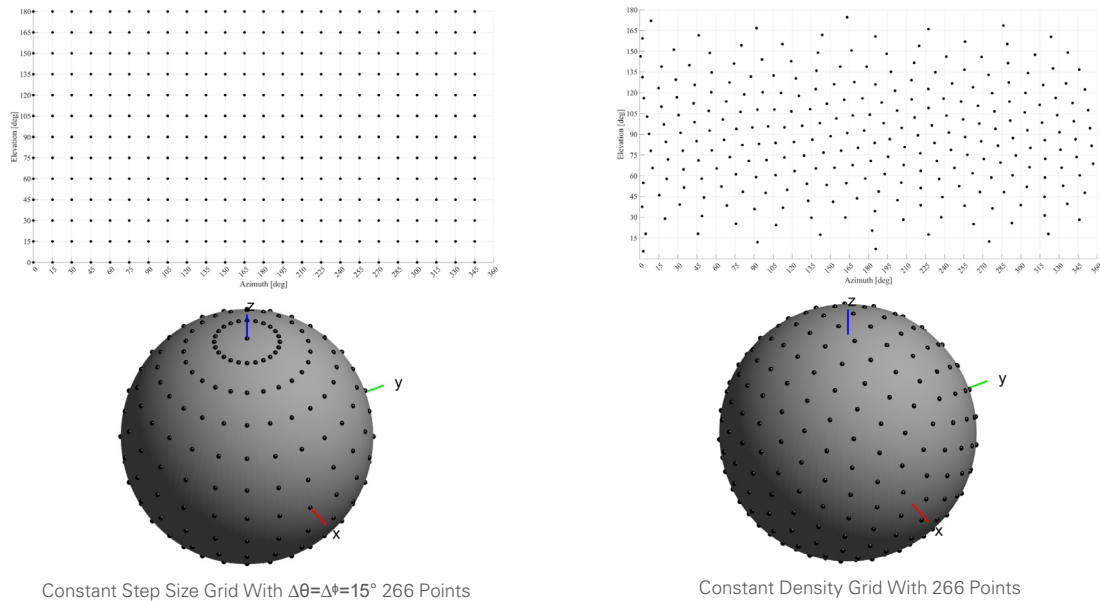 180
165
150
135
120
105
90
75
60
45
30
15
0
Elevation [deg]
0 15 30 45 60 75 90 105 120 135 150 165 180 195 210 225 240 255 270 285 300 315 330 345 360
Azimuth [deg]
180
165
150
135
120
105
90
75
60
45
30
15
Elevation [deg]
0 15 30 45 60 75 90 105 120 135 150 165 180 195 210 225 240 255 270 285 300 315 330 345 360
Azimuth [deg]
z
y
x
z
y
x
Constant Step Size Grid With Δθ=Δᶲ=15° 266 Points
Constant Density Grid With 266 Points